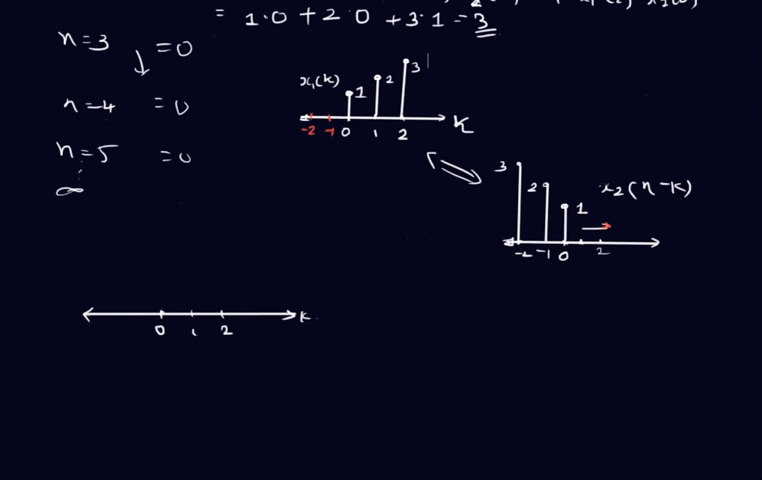 = 1·0 + 2·0 + 3·1 = 3
n=3 =0
x₁(k) 1 2 3
n=4 = 0
-2 -1 0 1 2 K
n=5 =0
∞
3 2 1 x2(n-k)
-2 -1 0 2
0 1 2 K